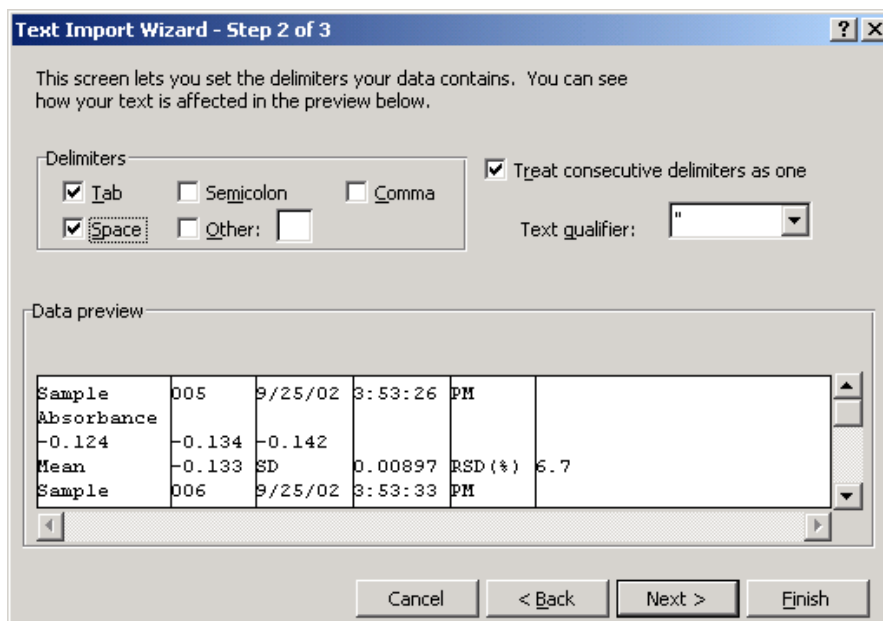 Text Import Wizard - Step 2 of 3
This screen lets you set the delimiters your data contains. You can see
how your text is affected in the preview below.
Delimiters
Tab Semicolon Comma
Space Other:
Treat consecutive delimiters as one
Text qualifier: "
Data preview
Sample 005 9/25/02 3:53:26 PM
Absorbance
-0.124 -0.134 -0.142
Mean -0.133 SD 0.00897 RSD(%) 6.7
Sample 006 9/25/02 3:53:33 PM
Cancel < Back Next > Finish